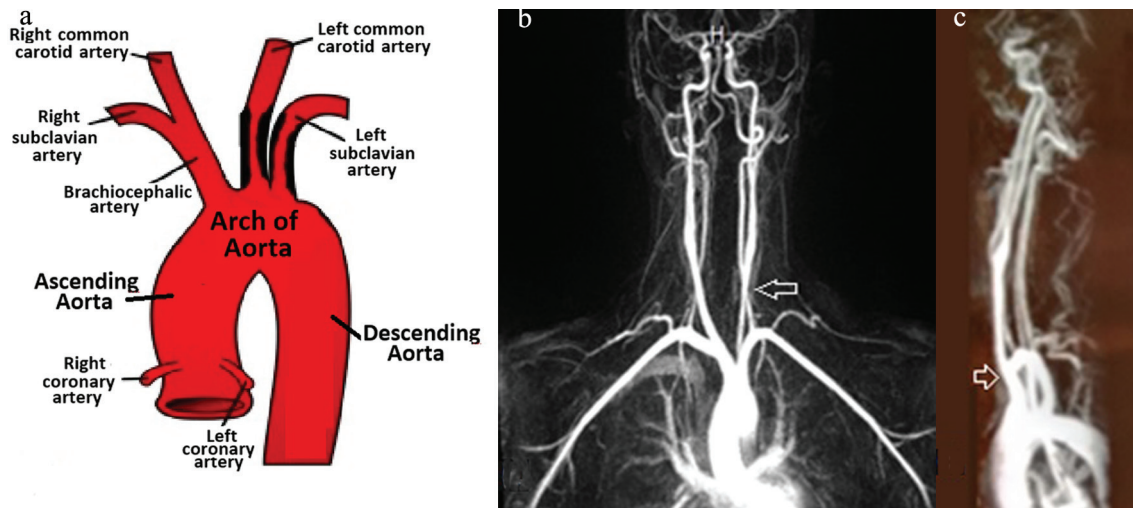 a
Right common
carotid artery
Left common
carotid artery
Right
subclavian
artery
Left
subclavian
artery
Brachiocephalic
artery
Arch of
Aorta
Ascending
Aorta
Descending
Aorta
Right
coronary
artery
Left
coronary
artery
b
H
c